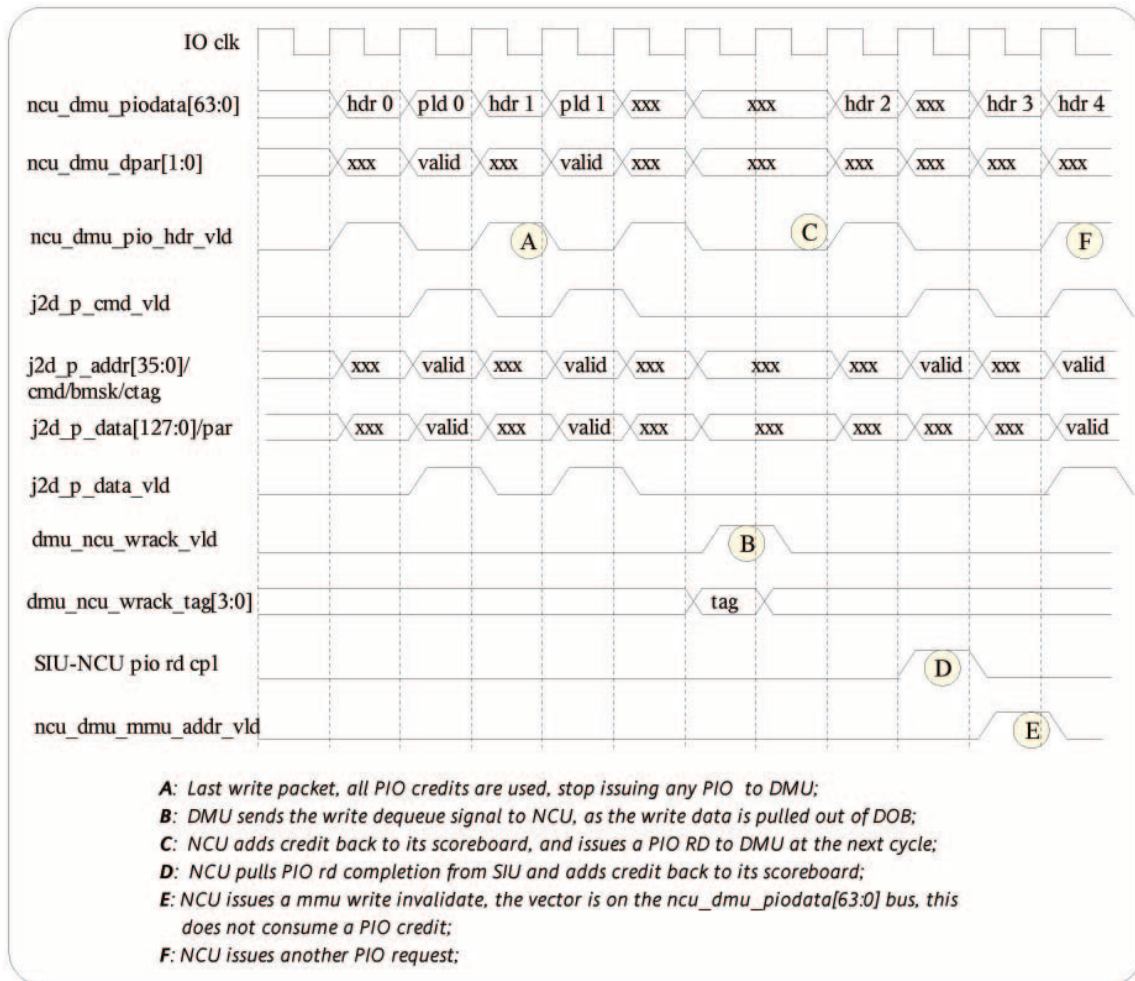 IO clk
ncu_dmu_piodata[63:0] hdr 0 pld 0 hdr 1 pld 1 xxx xxx hdr 2 xxx hdr 3 hdr 4
ncu_dmu_dpar[1:0] xxx valid xxx valid xxx xxx xxx xxx xxx xxx
ncu_dmu_pio_hdr_vld A C F
j2d_p_cmd_vld
j2d_p_addr[35:0]/ xxx valid xxx valid xxx xxx xxx valid xxx valid
cmd/bmsk/ctag
j2d_p_data[127:0]/par xxx valid xxx valid xxx xxx xxx xxx xxx valid
j2d_p_data_vld
dmu_ncu_wrack_vld B
dmu_ncu_wrack_tag[3:0] tag
SIU-NCU pio rd cpl D
ncu_dmu_mmu_addr_vld E
A: Last write packet, all PIO credits are used, stop issuing any PIO to DMU;
B: DMU sends the write dequeue signal to NCU, as the write data is pulled out of DOB;
C: NCU adds credit back to its scoreboard, and issues a PIO RD to DMU at the next cycle;
D: NCU pulls PIO rd completion from SIU and adds credit back to its scoreboard;
E: NCU issues a mmu write invalidate, the vector is on the ncu_dmu_piodata[63:0] bus, this
does not consume a PIO credit;
F: NCU issues another PIO request;